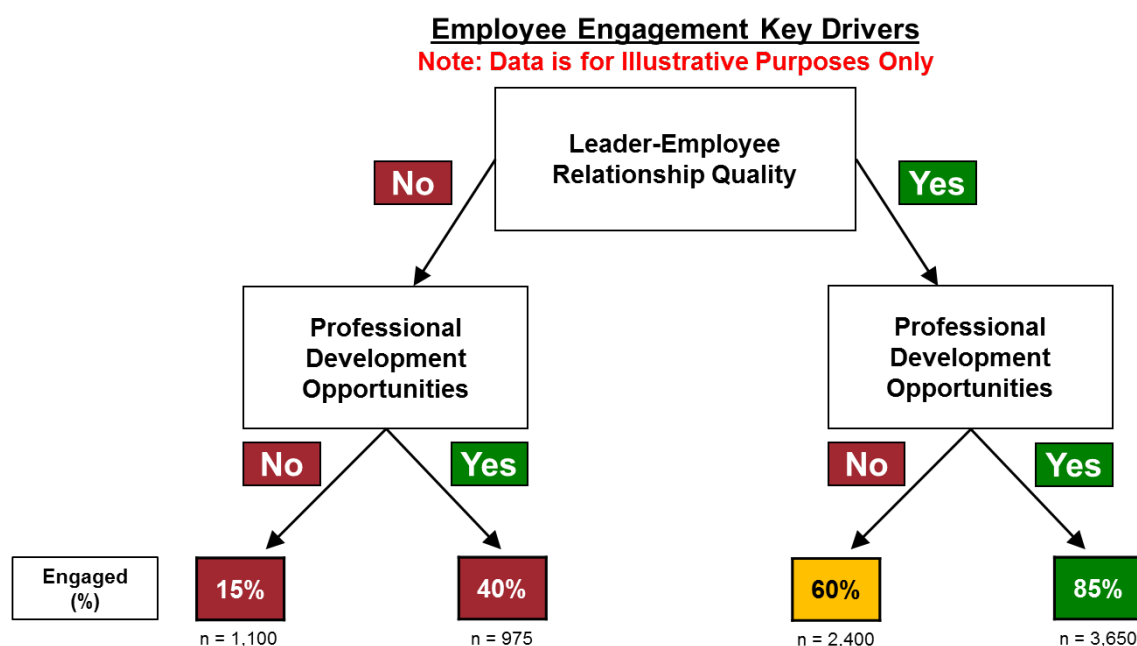 Employee Engagement Key Drivers
Note: Data is for Illustrative Purposes Only
Leader-Employee
Relationship Quality
No
Yes
Professional
Development
Opportunities
Professional
Development
Opportunities
No
Yes
No
Yes
Engaged
(%)
15%
40%
60%
85%
n = 1,100
n = 975
n = 2,400
n = 3,650